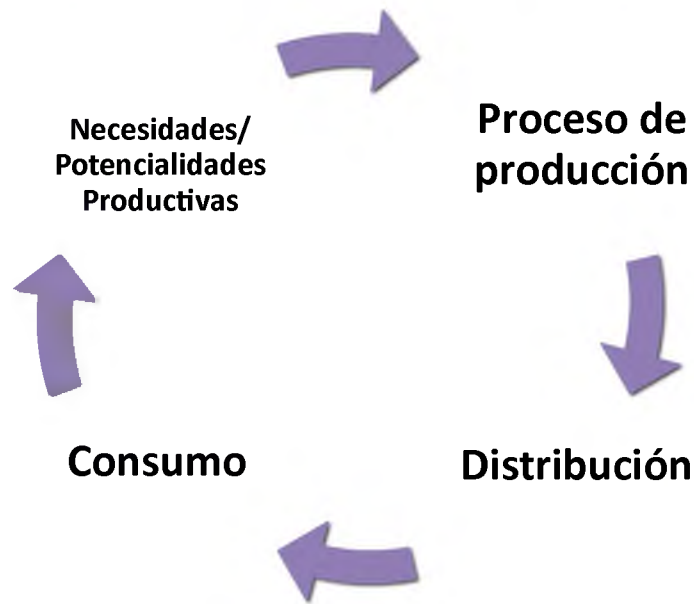 Necesidades/
Potencialidades
Productivas
Proceso de
producción
Distribución
Consumo